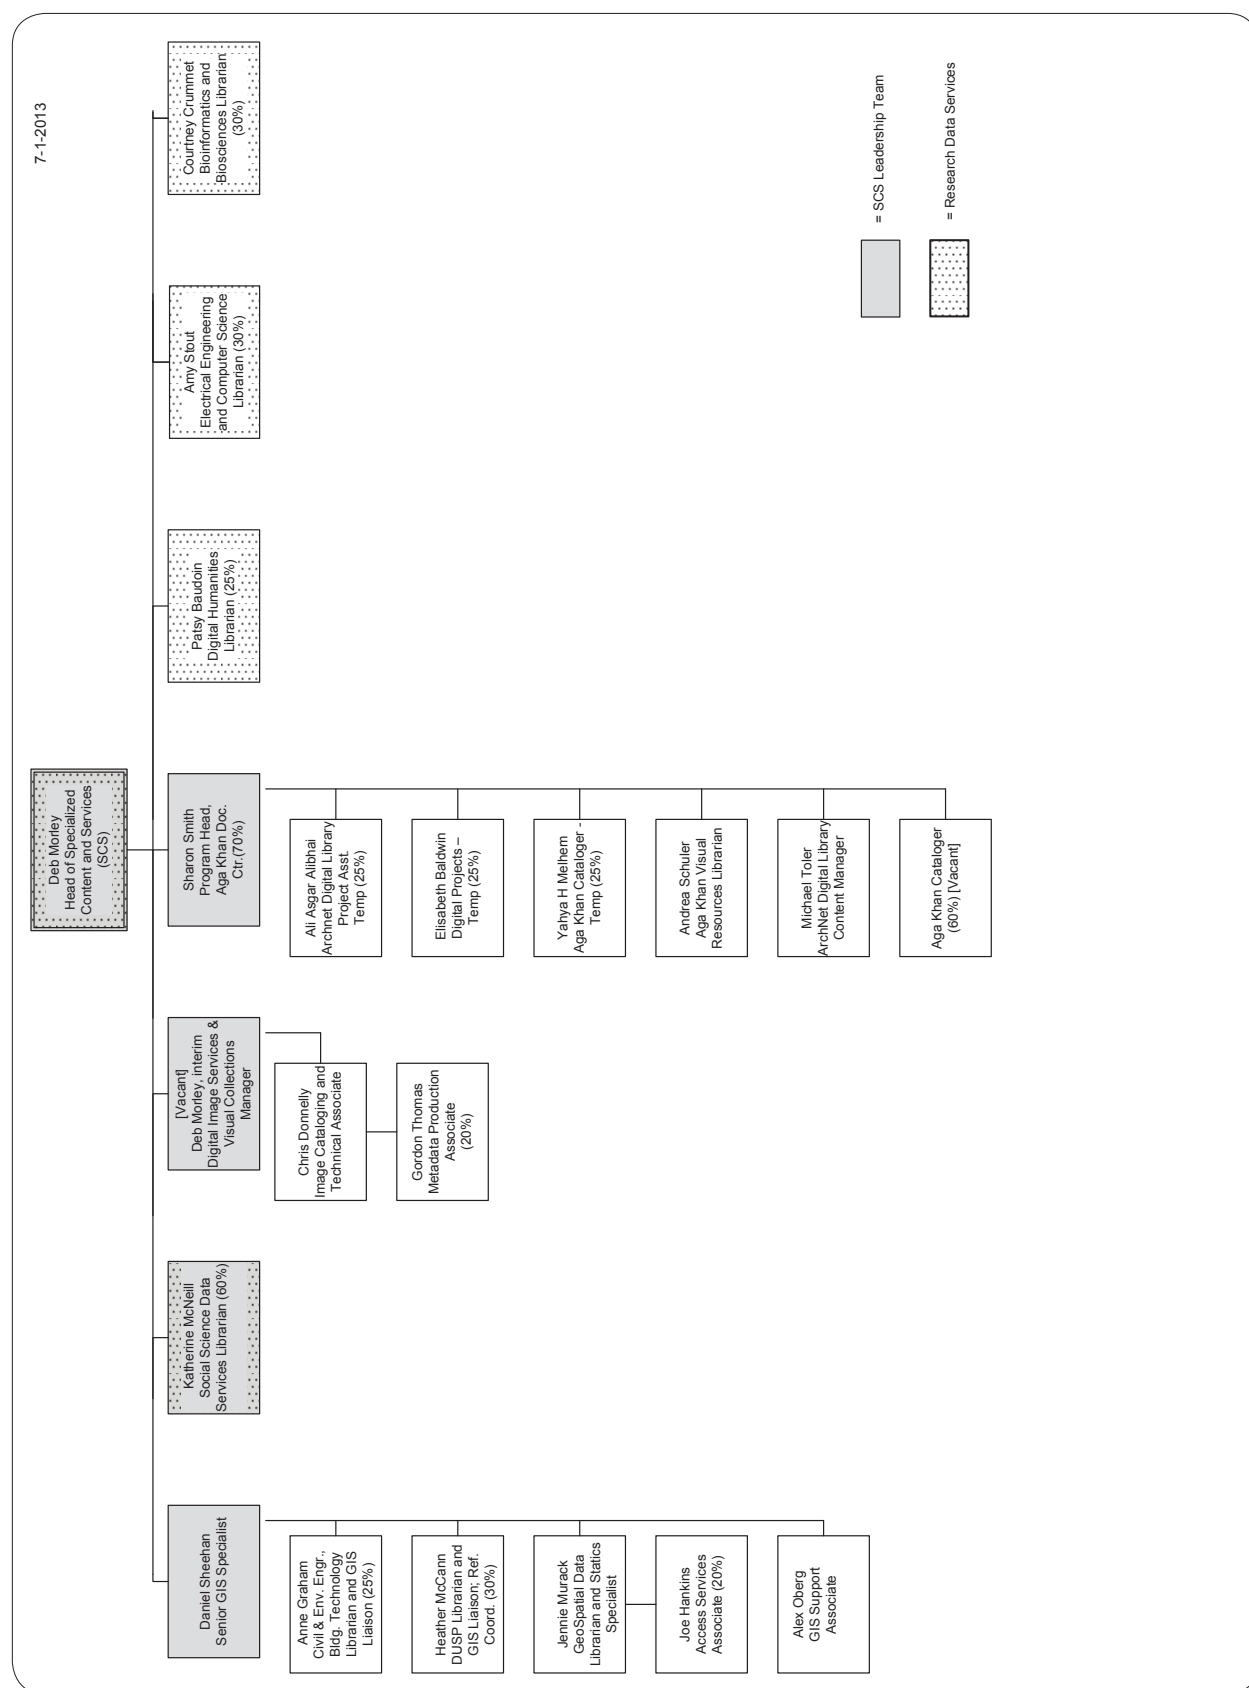 7-1-2013
Deb Morley
Head of Specialized
Content and Services
(SCS)
Daniel Sheehan
Senior GIS Specialist
Anne Graham
Civil & Env. Engr.,
Bldg. Technology
Librarian and GIS
Liaison (25%)
Heather McCann
DUSP Librarian and
GIS Liaison; Ref.
Coord. (30%)
Jennie Murack
GeoSpatial Data
Librarian and Statics
Specialist
Joe Hankins
Access Services
Associate (20%)
Alex Oberg
GIS Support
Associate
Katherine McNeill
Social Science Data
Services Librarian (60%)
[Vacant]
Deb Morley, interim
Digital Image Services &
Visual Collections
Manager
Chris Donnelly
Image Cataloging and
Technical Associate
Gordon Thomas
Metadata Production
Associate
(20%)
Sharon Smith
Program Head,
Aga Khan Doc.
Ctr.(70%)
Ali Asgar Alibhai
Archnet Digital Library
Project Asst.
Temp (25%)
Elisabeth Baldwin
Digital Projects –
Temp (25%)
Yahya H Melhem
Aga Khan Cataloger -
Temp (25%)
Andrea Schuler
Aga Khan Visual
Resources Librarian
Michael Toler
ArchNet Digital Library
Content Manager
Aga Khan Cataloger
(60%) [Vacant]
Patsy Baudoin
Digital Humanities
Librarian (25%)
Amy Stout
Electrical Engineering
and Computer Science
Librarian (30%)
Courtney Crummet
Bioinformatics and
Biosciences Librarian
(30%)
= SCS Leadership Team
= Research Data Services